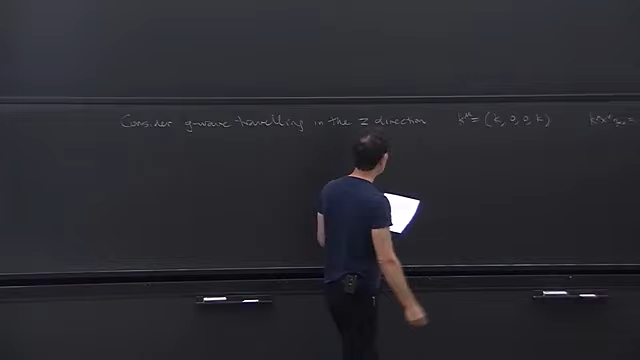 Consider g-wave travelling in the z direction k^μ = (k, 0, 0, k)